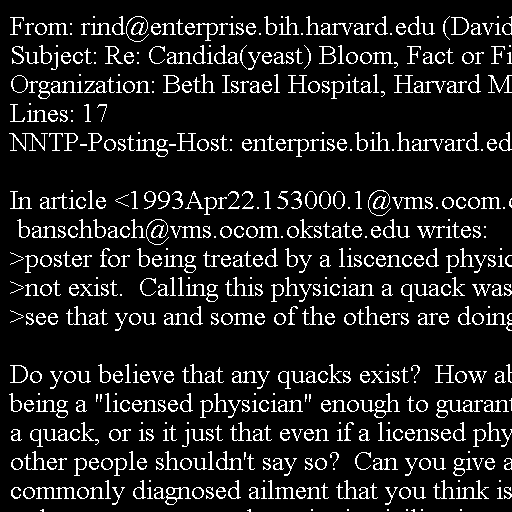 From: rind@enterprise.bih.harvard.edu (David
Subject: Re: Candida(yeast) Bloom, Fact or Fi
Organization: Beth Israel Hospital, Harvard M
Lines: 17
NNTP-Posting-Host: enterprise.bih.harvard.ed
In article <1993Apr22.153000.1@vms.ocom.
banschbach@vms.ocom.okstate.edu writes:
>poster for being treated by a liscenced physic
>not exist.  Calling this physician a quack was
>see that you and some of the others are doing
Do you believe that any quacks exist?  How ab
being a "licensed physician" enough to guarant
a quack, or is it just that even if a licensed phy
other people shouldn't say so?  Can you give a
commonly diagnosed ailment that you think is